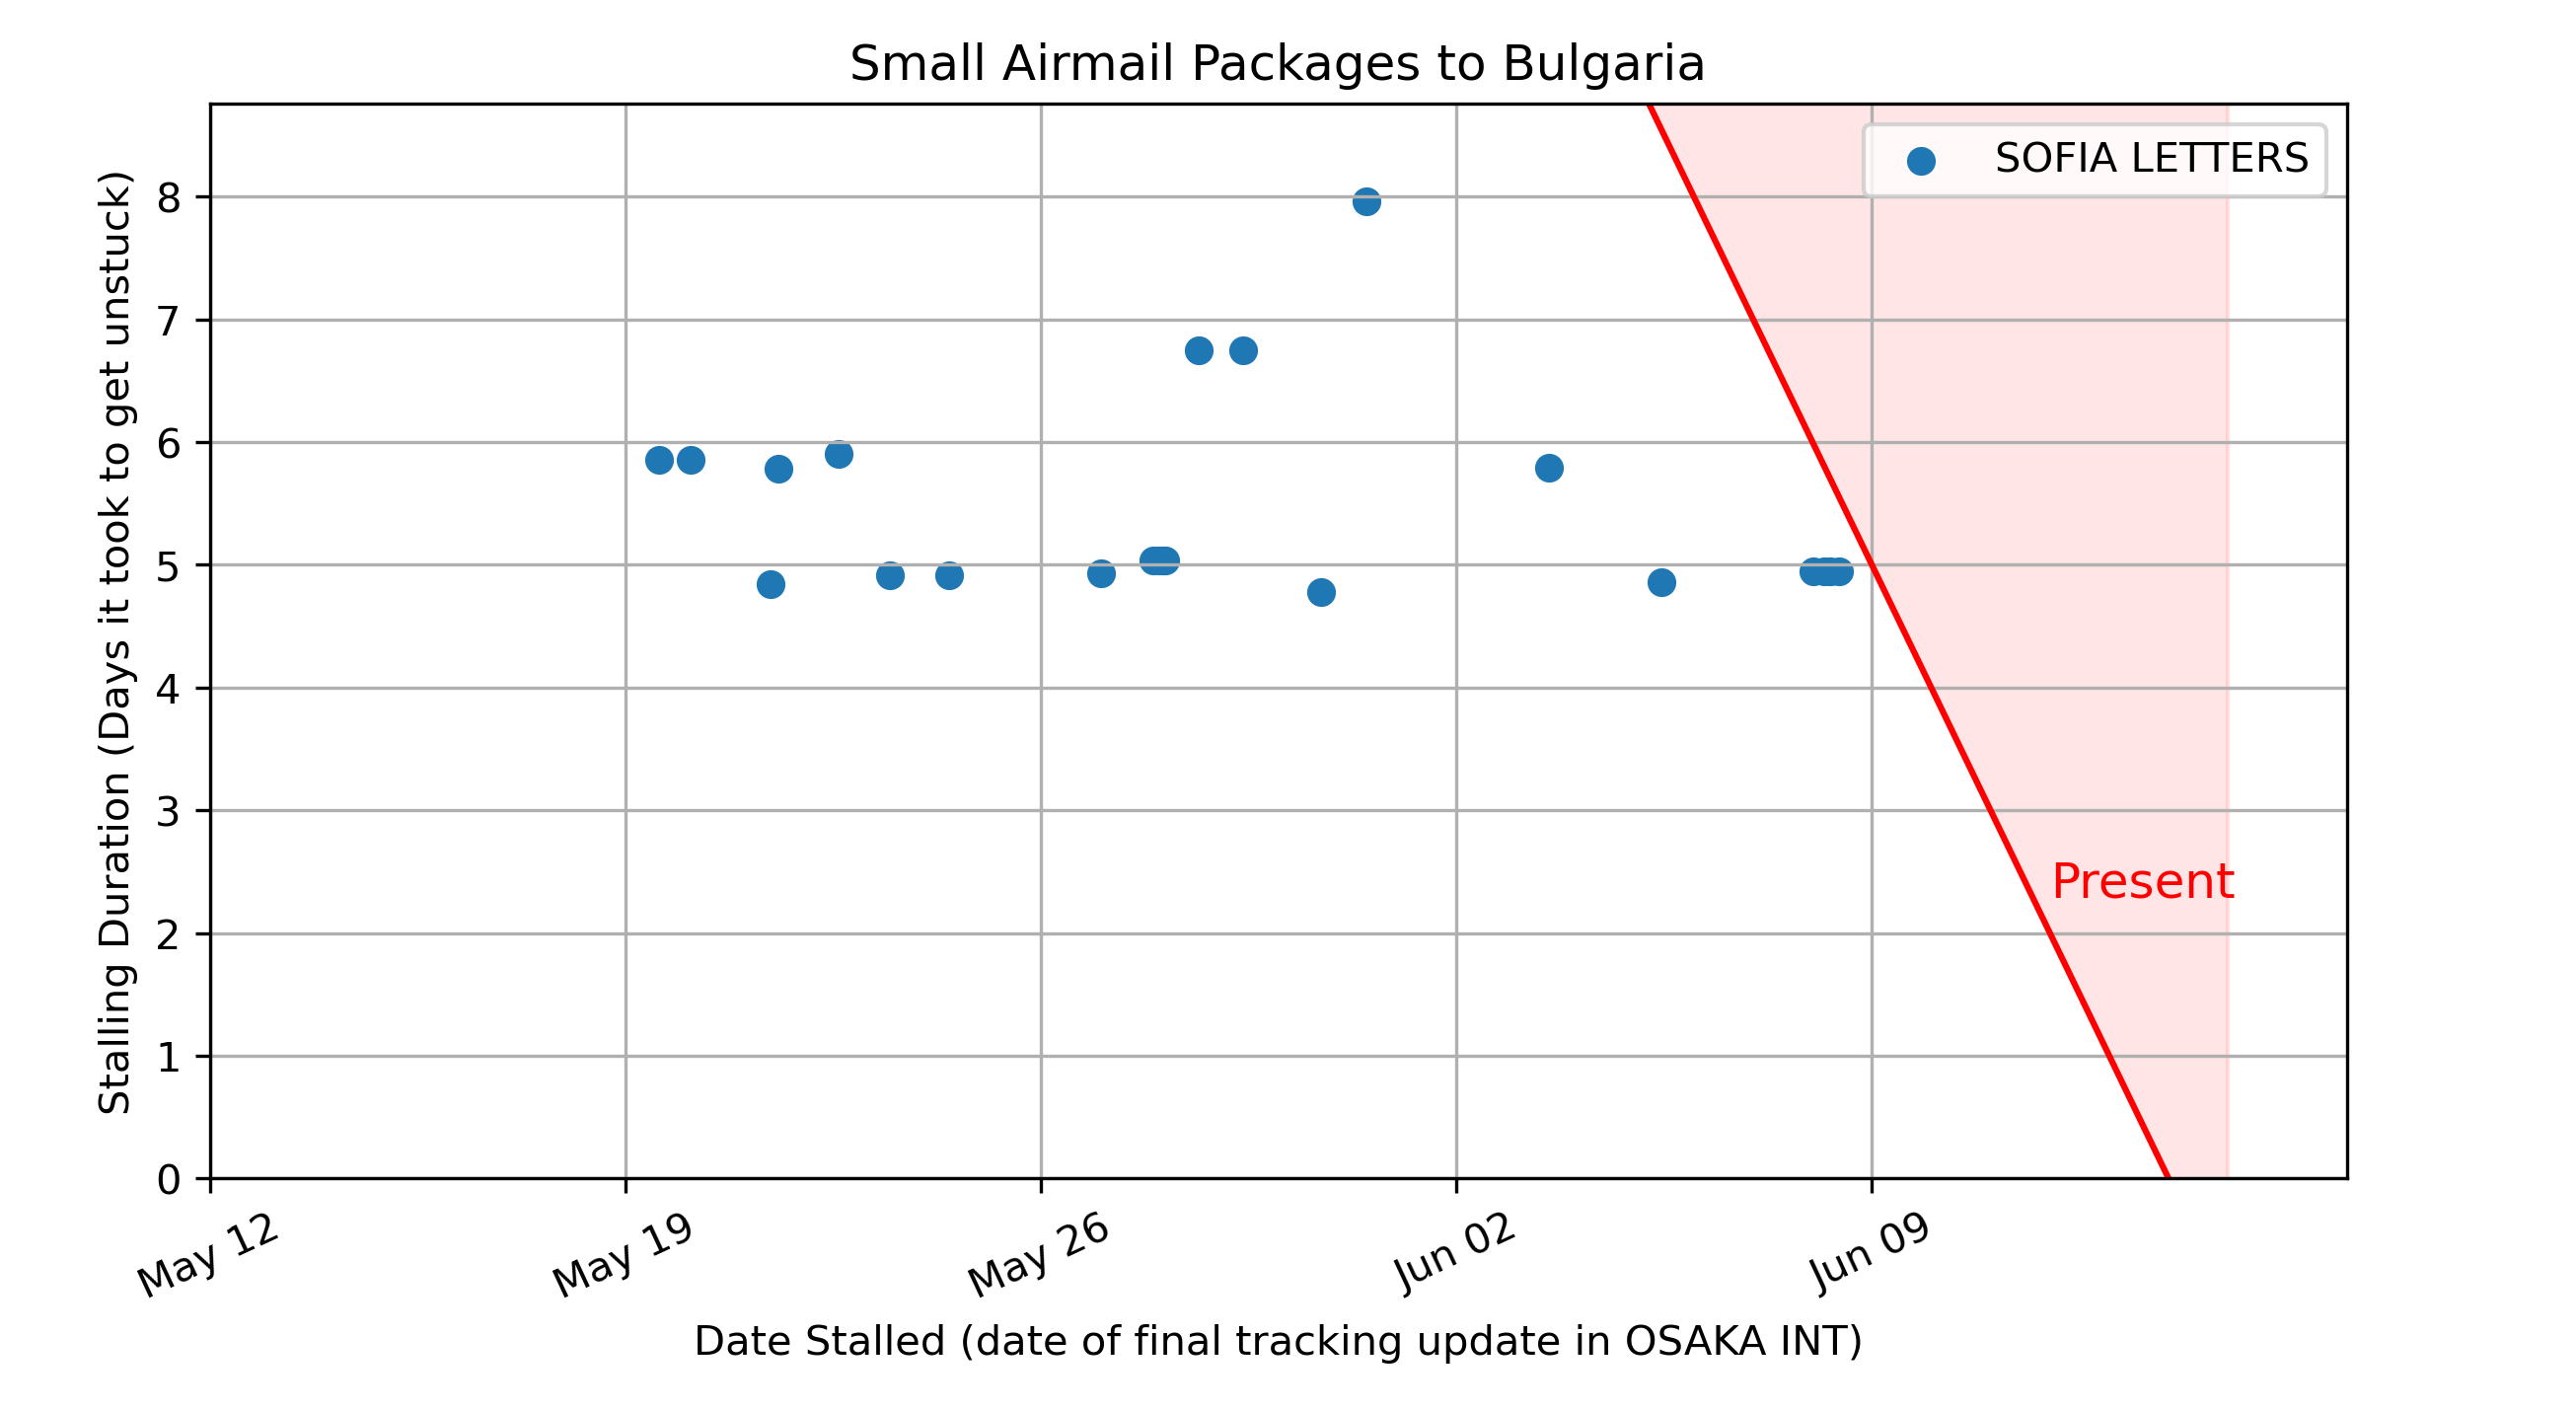 Small Airmail Packages to Bulgaria
SOFIA LETTERS
Stalling Duration (Days it took to get unstuck)
8
7
6
5
4
3
2
1
0
Present
May 12
May 19
May 26
Jun 02
Jun 09
Date Stalled (date of final tracking update in OSAKA INT)